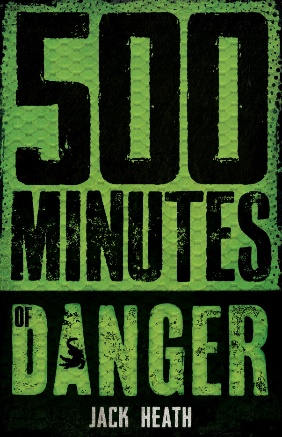 500
MINUTES
OF DANGER
JACK HEATH